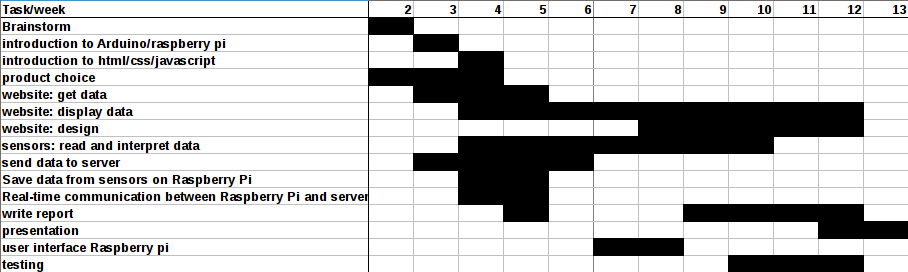 Task/week 2 3 4 5 6 7 8 9 10 11 12 13
Brainstorm
introduction to Arduino/raspberry pi
introduction to html/css/javascript
product choice
website: get data
website: display data
website: design
sensors: read and interpret data
send data to server
Save data from sensors on Raspberry Pi
Real-time communication between Raspberry Pi and server
write report
presentation
user interface Raspberry pi
testing